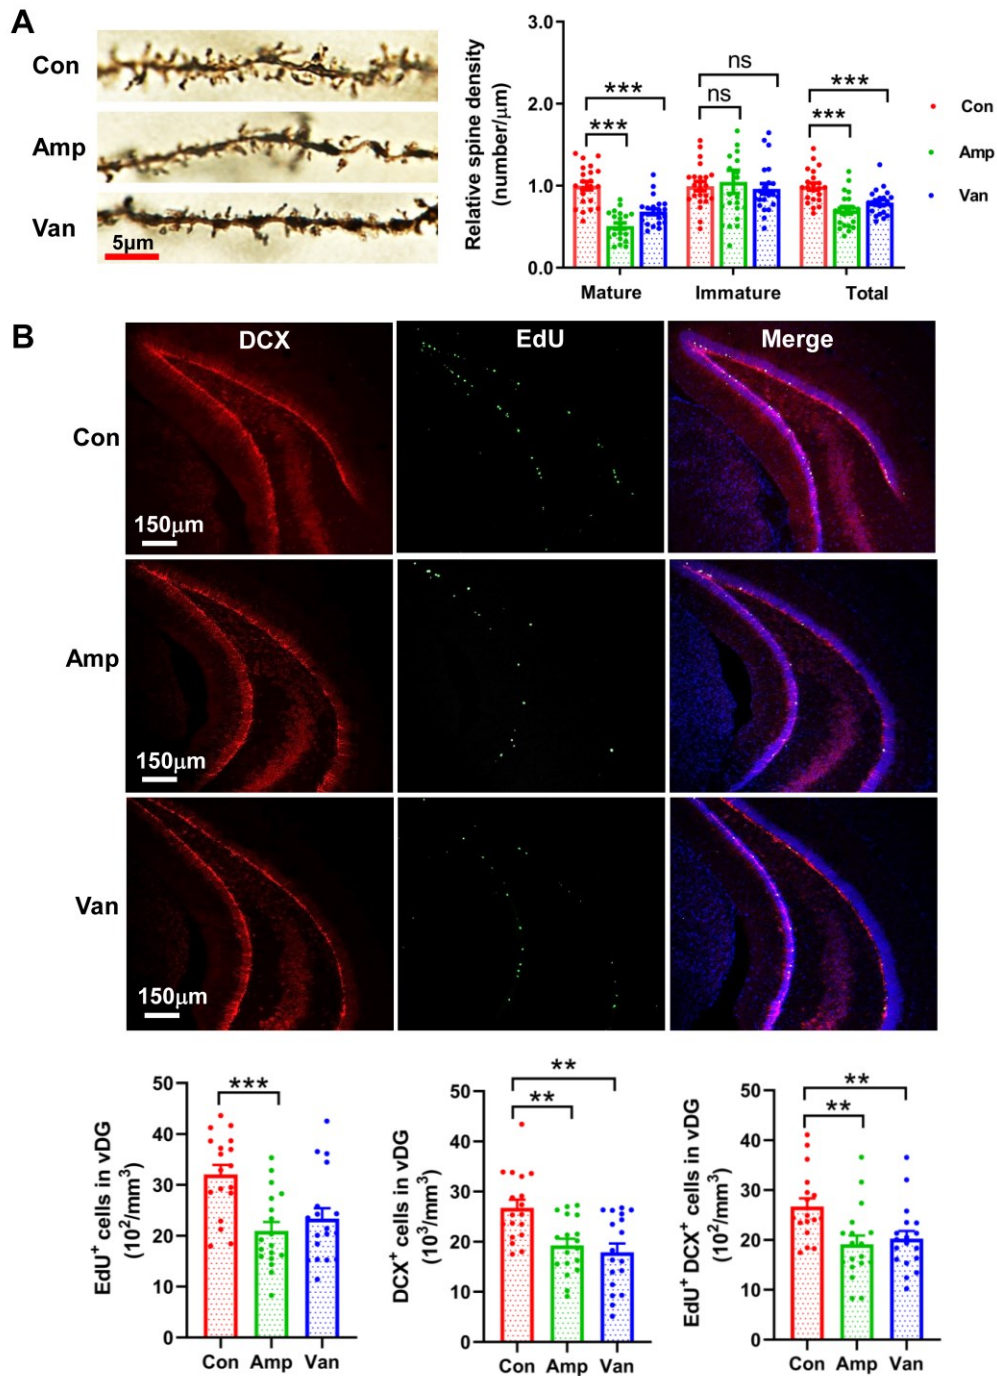 A
Con
Amp
Van
5μm
Relative spine density
(number/μm)
3.0
2.0
1.0
0.0
ns
***
ns
***
***
***
Mature
Immature
Total
Con
Amp
Van
B
DCX
EdU
Merge
Con
150μm
Amp
150μm
Van
150μm
EdU⁺ cells in vDG
(10²/mm³)
50
40
30
20
10
0
***
Con Amp Van
DCX⁺ cells in vDG
(10³/mm³)
50
40
30
20
10
0
**
**
Con Amp Van
EdU⁺ DCX⁺ cells in vDG
(10²/mm³)
50
40
30
20
10
0
**
**
Con Amp Van